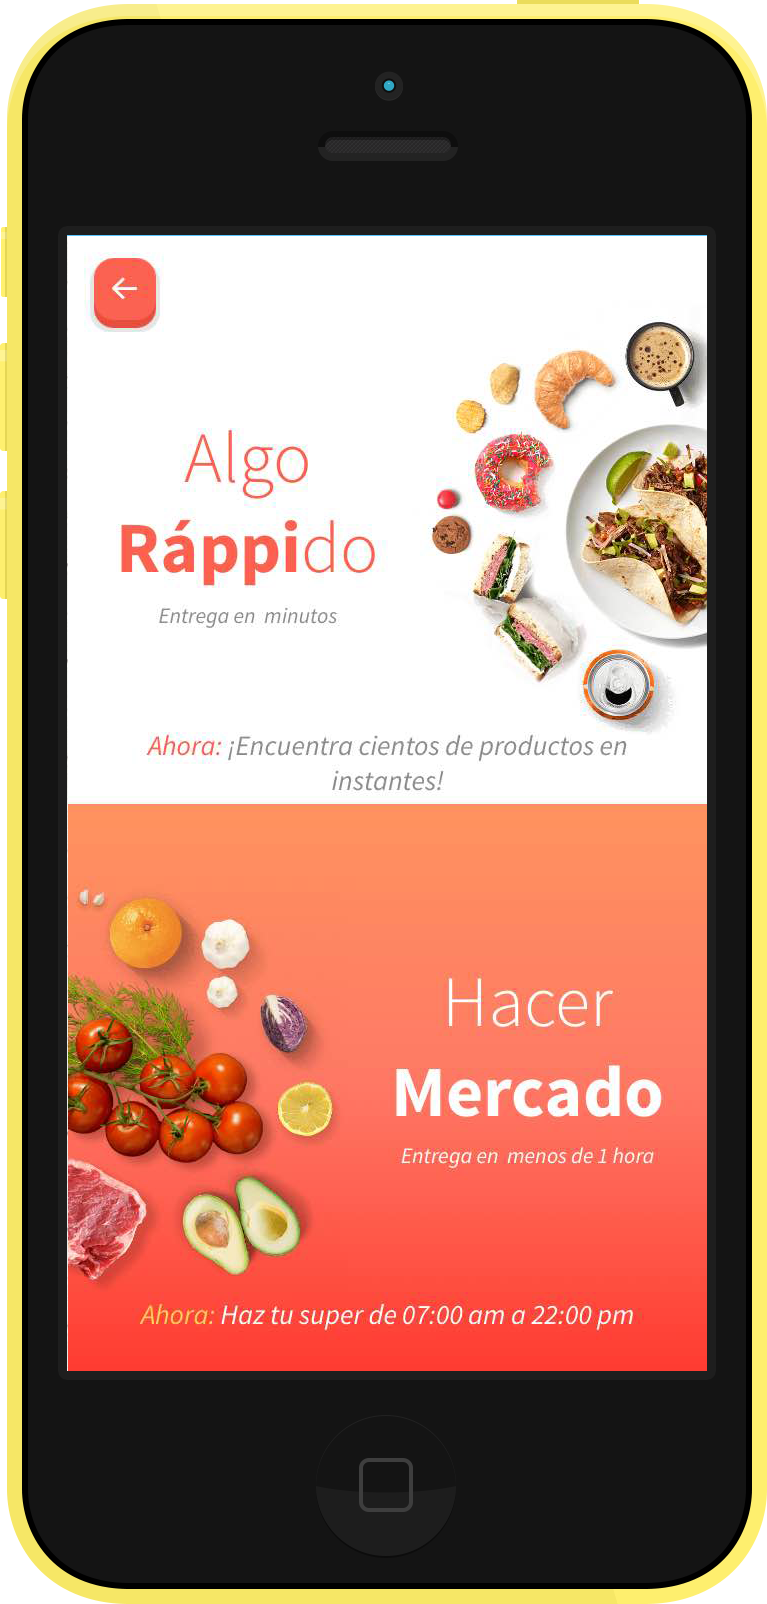 Algo
Ráppido
Entrega en minutos
Ahora: ¡Encuentra cientos de productos en
instantes!
Hacer
Mercado
Entrega en menos de 1 hora
Ahora: Haz tu super de 07:00 am a 22:00 pm